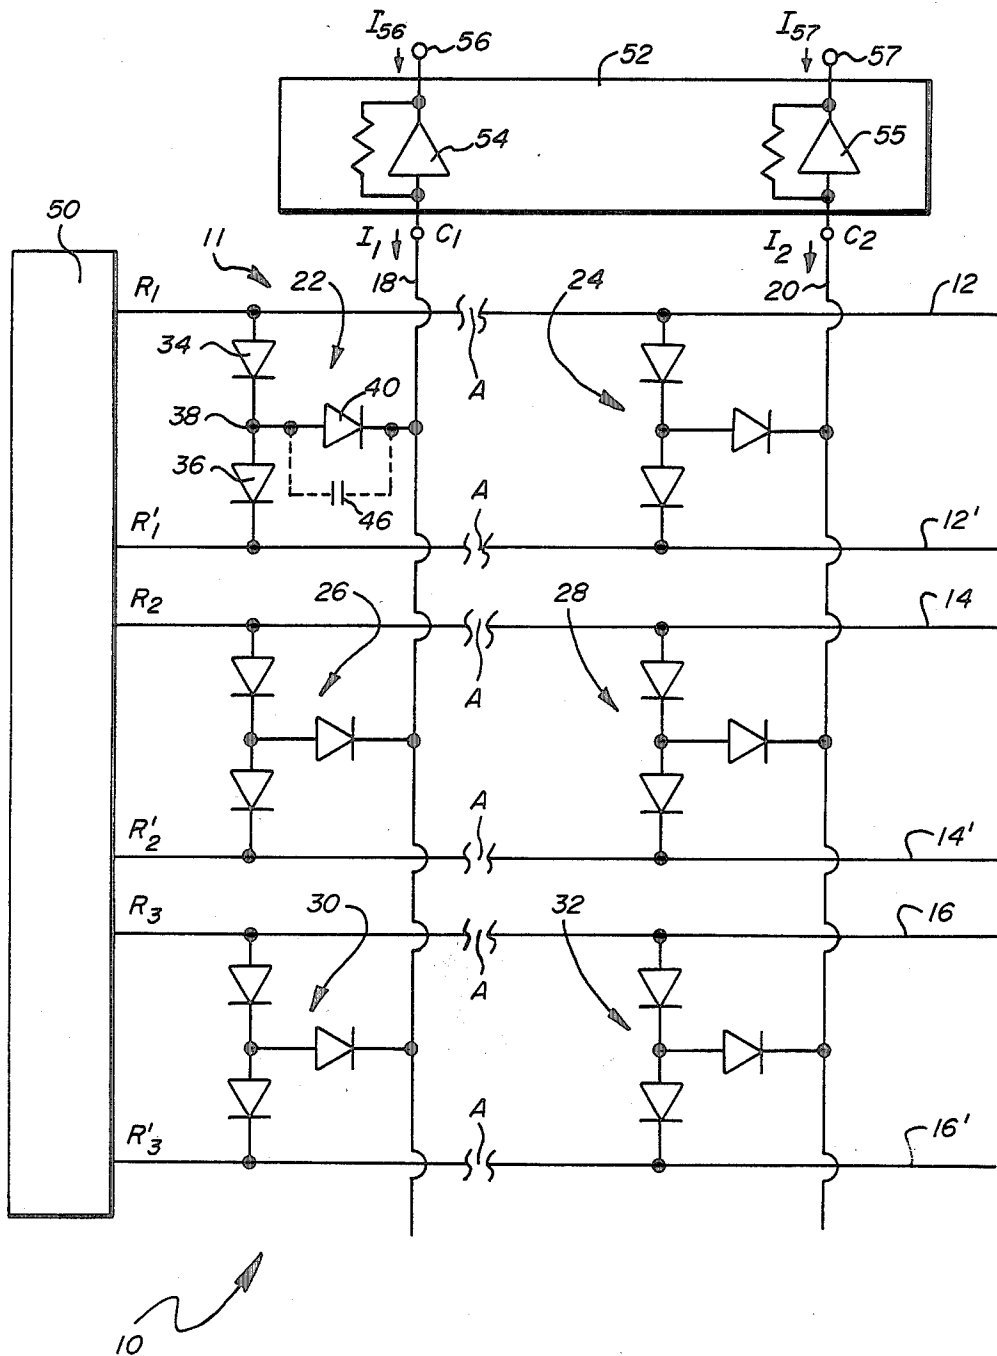 I56 56 I57 57
52
54 55
50
I1 C1 I2 C2
11 18 20
R1 22 24 12
34 40 A
38
36 46 A
R'1 12'
R2 26 28 14
A
A
R'2 14'
R3 30 32 16
A
A
R'3 16'
10